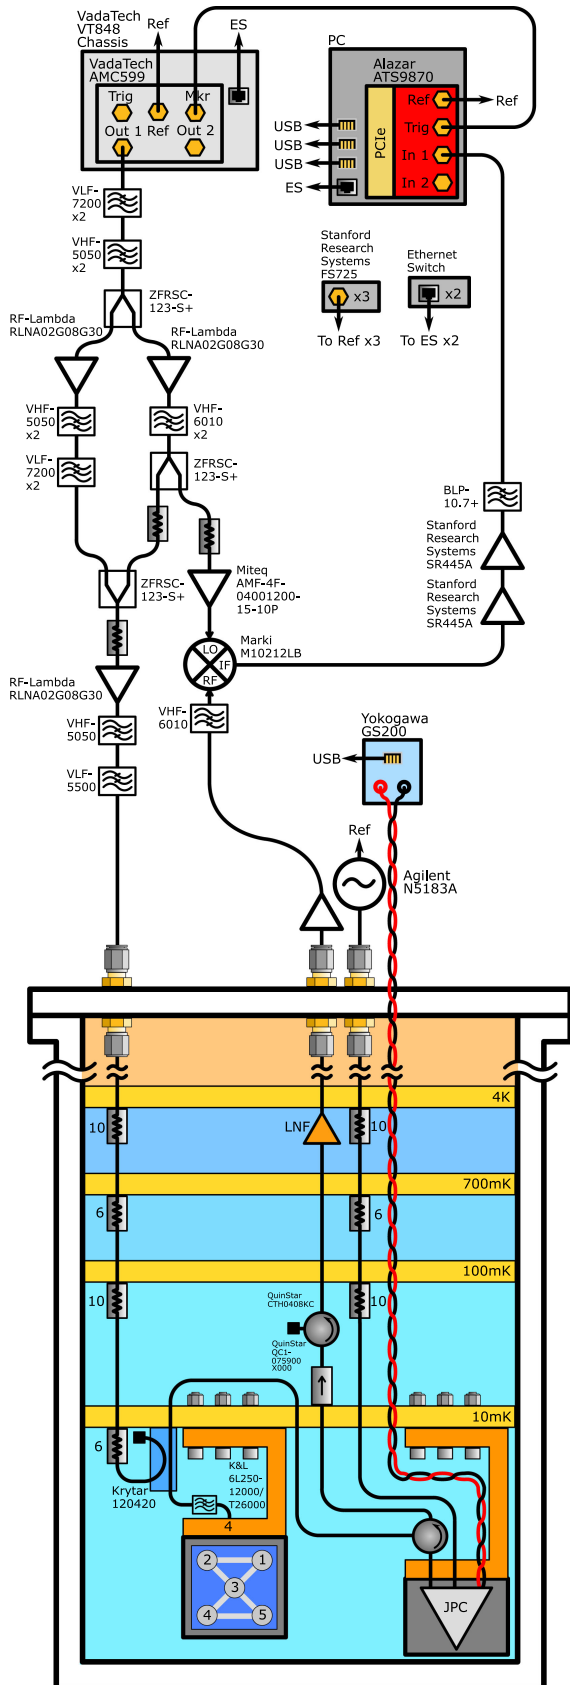 VadaTech
VT848
Chassis
Ref
ES
VadaTech
AMC599
Trig
Mkr
Out 1
Ref
Out 2
PC
Alazar
ATS9870
Ref
Ref
Trig
In 1
In 2
PCIe
USB
USB
USB
ES
VLF-
7200
x2
VHF-
5050
x2
ZFRSC-
123-S+
Stanford
Research
Systems
FS725
x3
To Ref x3
Ethernet
Switch
x2
To ES x2
RF-Lambda
RLNA02G08G30
RF-Lambda
RLNA02G08G30
VHF-
5050
x2
VHF-
6010
x2
VLF-
7200
x2
ZFRSC-
123-S+
BLP-
10.7+
Stanford
Research
Systems
SR445A
Stanford
Research
Systems
SR445A
ZFRSC-
123-S+
Miteq
AMF-4F-
04001200-
15-10P
Marki
M10212LB
LO
IF
RF
RF-Lambda
RLNA02G08G30
VHF-
5050
VLF-
5500
VHF-
6010
Yokogawa
GS200
USB
Ref
Agilent
N5183A
4K
10
LNF
10
700mK
6
6
100mK
10
10
QuinStar
CTH0408KC
QuinStar
QC1-
075900
X000
10mK
6
Krytar
120420
K&L
6L250-
12000/
T26000
4
2
1
3
4
5
JPC